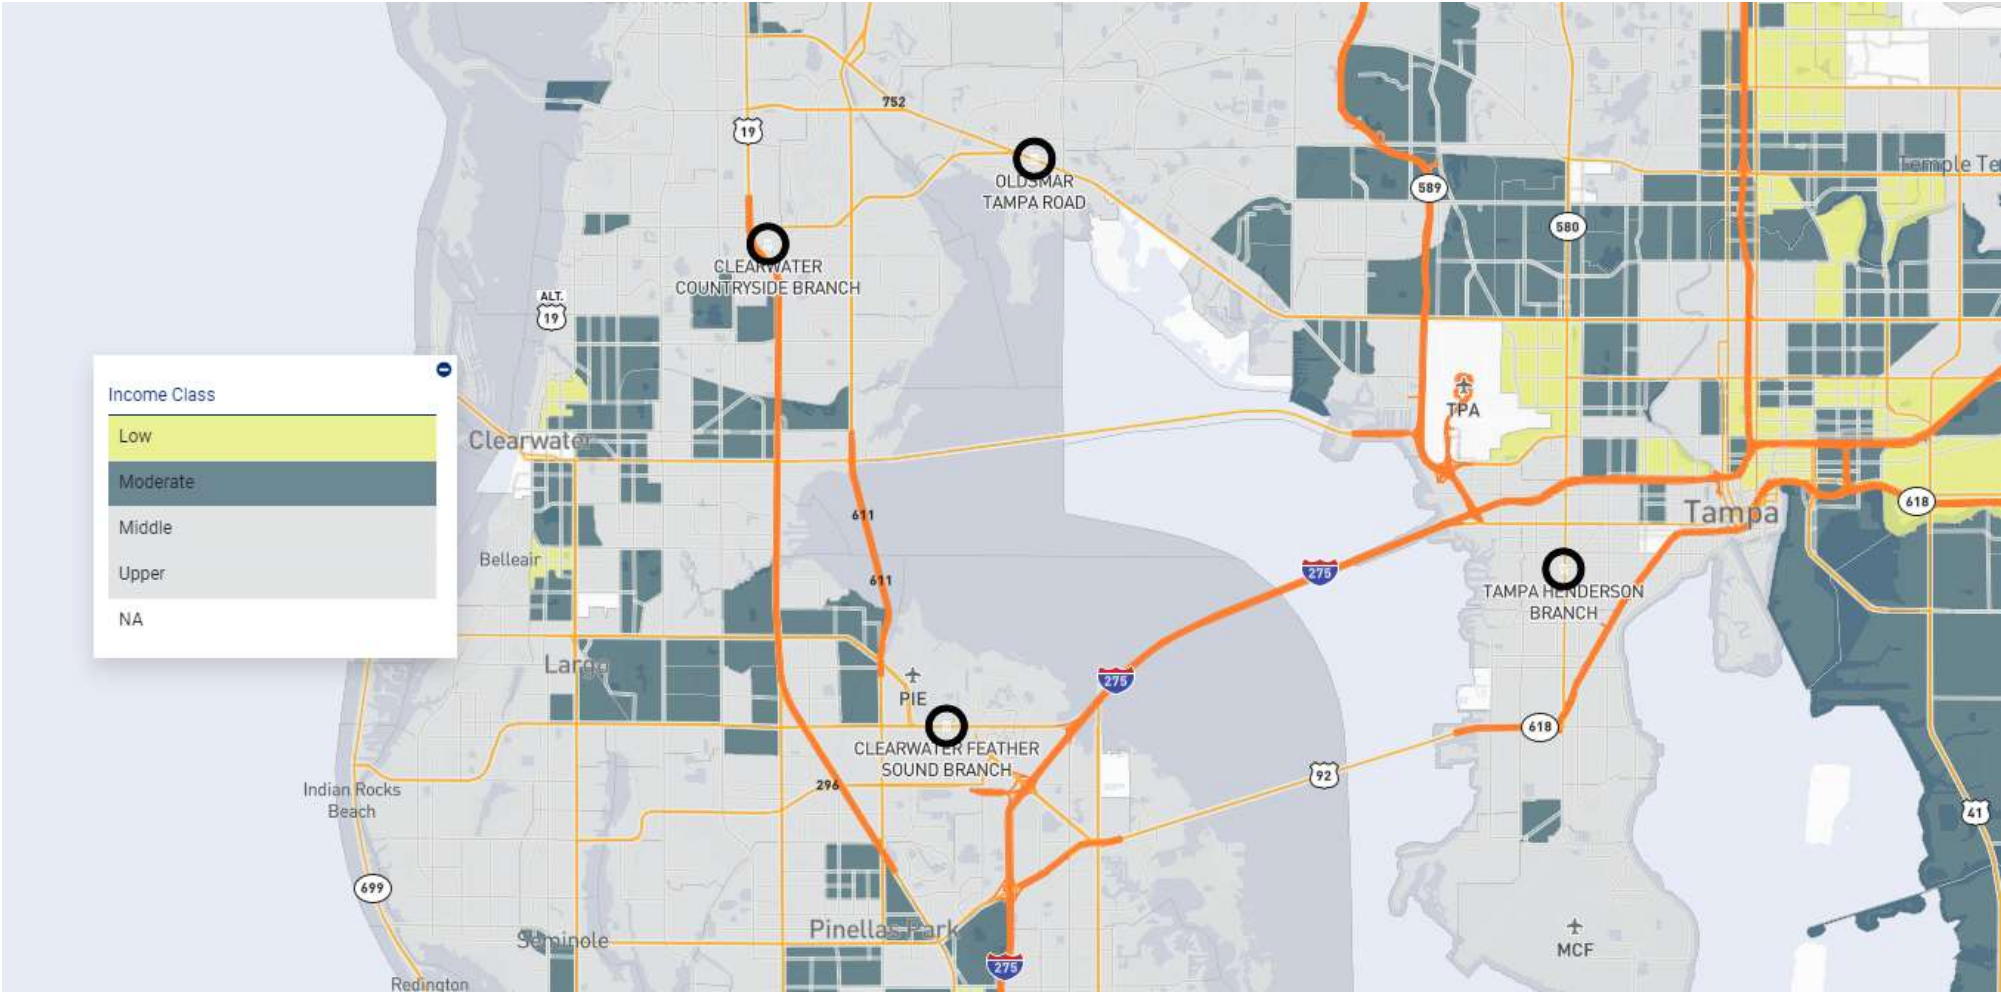 752
19
OLDSMAR
TAMPA ROAD
Temple Te
589
580
CLEARWATER
COUNTRYSIDE BRANCH
ALT.
19
Income Class
Low
Moderate
Middle
Upper
NA
TPA
Clearwater
618
Tampa
611
Belleair
611
275
TAMPA HENDERSON
BRANCH
Largo
275
PIE
618
CLEARWATER FEATHER
SOUND BRANCH
92
296
Indian Rocks
Beach
41
699
Pinellas Park
Seminole
MCF
275
Redington